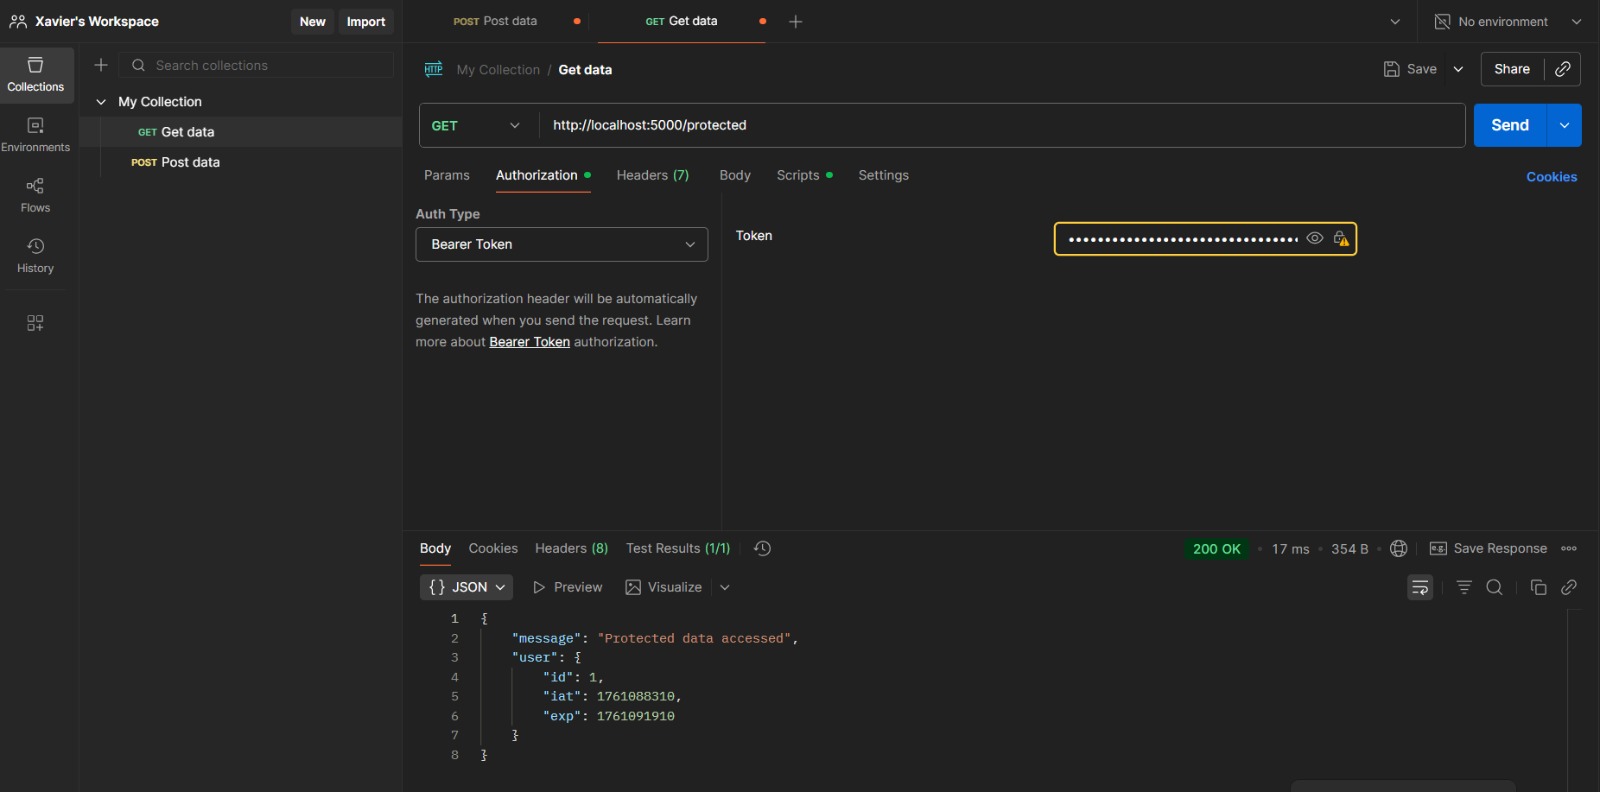 Xavier's Workspace New Import POST Post data GET Get data No environment
Collections
Environments
Flows
History
Search collections
My Collection
GET Get data
POST Post data
HTTP My Collection / Get data Save Share
GET http://localhost:5000/protected Send
Params Authorization Headers (7) Body Scripts Settings Cookies
Auth Type
Bearer Token
The authorization header will be automatically
generated when you send the request. Learn
more about Bearer Token authorization.
Token
Body Cookies Headers (8) Test Results (1/1) 200 OK 17 ms 354 B e.g. Save Response
{} JSON Preview Visualize
1 {
2 "message": "Protected data accessed",
3 "user": {
4 "id": 1,
5 "iat": 1761088310,
6 "exp": 1761091910
7 }
8 }